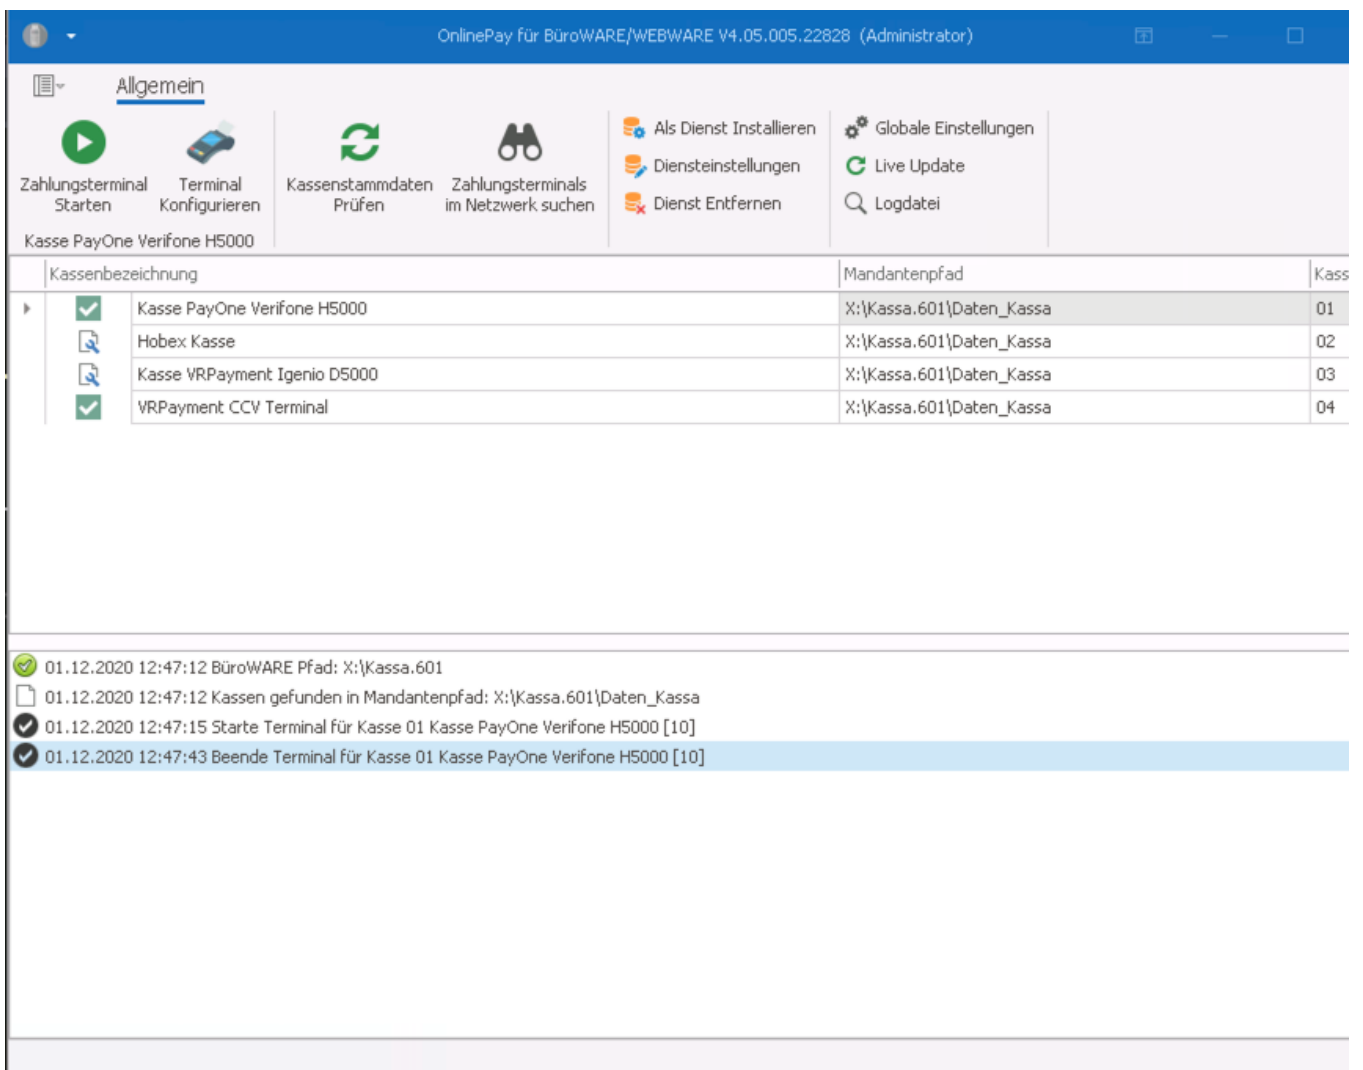 OnlinePay für BüroWARE/WEBWARE V4.05.005.22828 (Administrator)
Allgemein
Zahlungsterminal
Starten
Terminal
Konfigurieren
Kasse PayOne Verifone H5000
Kassenstammdaten
Prüfen
Zahlungsterminals
im Netzwerk suchen
Als Dienst Installieren
Diensteinstellungen
Dienst Entfernen
Globale Einstellungen
Live Update
Logdatei
Kassenbezeichnung Mandantenpfad Kass
Kasse PayOne Verifone H5000 X:\Kassa.601\Daten_Kassa 01
Hobex Kasse X:\Kassa.601\Daten_Kassa 02
Kasse VRPayment Igenio D5000 X:\Kassa.601\Daten_Kassa 03
VRPayment CCV Terminal X:\Kassa.601\Daten_Kassa 04
01.12.2020 12:47:12 BüroWARE Pfad: X:\Kassa.601
01.12.2020 12:47:12 Kassen gefunden in Mandantenpfad: X:\Kassa.601\Daten_Kassa
01.12.2020 12:47:15 Starte Terminal für Kasse 01 Kasse PayOne Verifone H5000 [10]
01.12.2020 12:47:43 Beende Terminal für Kasse 01 Kasse PayOne Verifone H5000 [10]